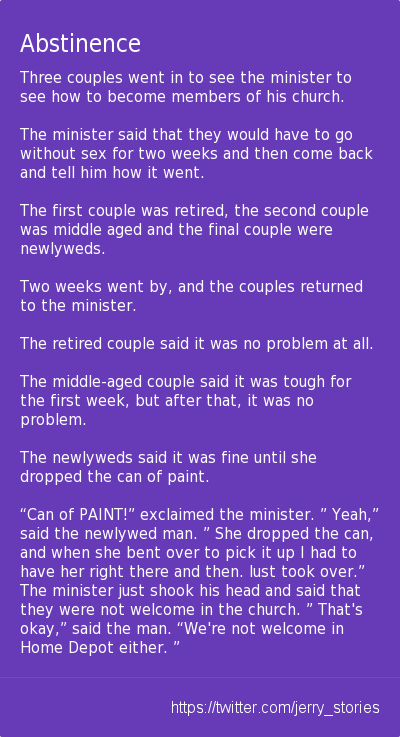 Abstinence
Three couples went in to see the minister to
see how to become members of his church.
The minister said that they would have to go
without sex for two weeks and then come back
and tell him how it went.
The first couple was retired, the second couple
was middle aged and the final couple were
newlyweds.
Two weeks went by, and the couples returned
to the minister.
The retired couple said it was no problem at all.
The middle-aged couple said it was tough for
the first week, but after that, it was no
problem.
The newlyweds said it was fine until she
dropped the can of paint.
“Can of PAINT!” exclaimed the minister. ” Yeah,”
said the newlywed man. ” She dropped the can,
and when she bent over to pick it up I had to
have her right there and then. lust took over.”
The minister just shook his head and said that
they were not welcome in the church. ” That's
okay,” said the man. “We're not welcome in
Home Depot either. ”
https://twitter.com/jerry_stories